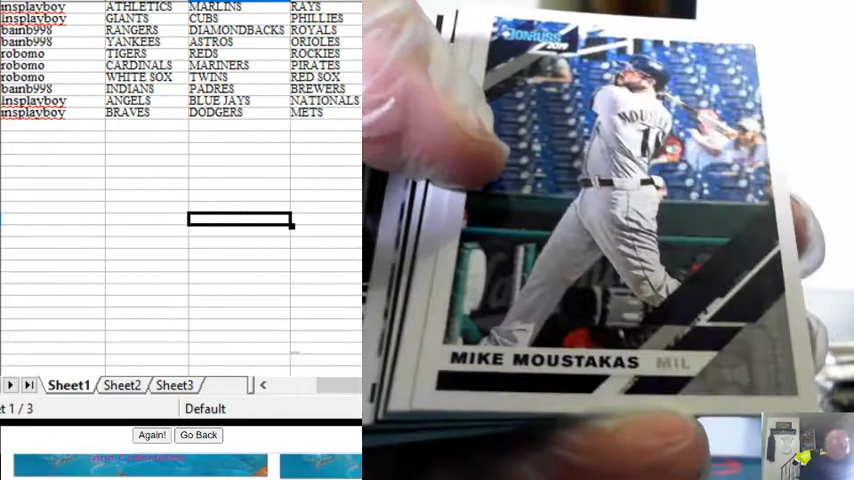 insplayboy ATHLETICS MARLINS RAYS
insplayboy GIANTS CUBS PHILLIES
bamb998 RANGERS DIAMONDBACKS ROYALS
bamb998 YANKEES ASTROS ORIOLES
robomo TIGERS REDS ROCKIES
robomo CARDINALS MARINERS PIRATES
robomo WHITE SOX TWINS RED SOX
bamb998 INDIANS PADRES BREWERS
insplayboy ANGELS BLUE JAYS NATIONALS
insplayboy BRAVES DODGERS METS
Sheet1 Sheet2 Sheet3
t 1 / 3 Default
Again! Go Back
and Collectibles
DONRUSS
2019
MOUST
MIKE MOUSTAKAS MIL